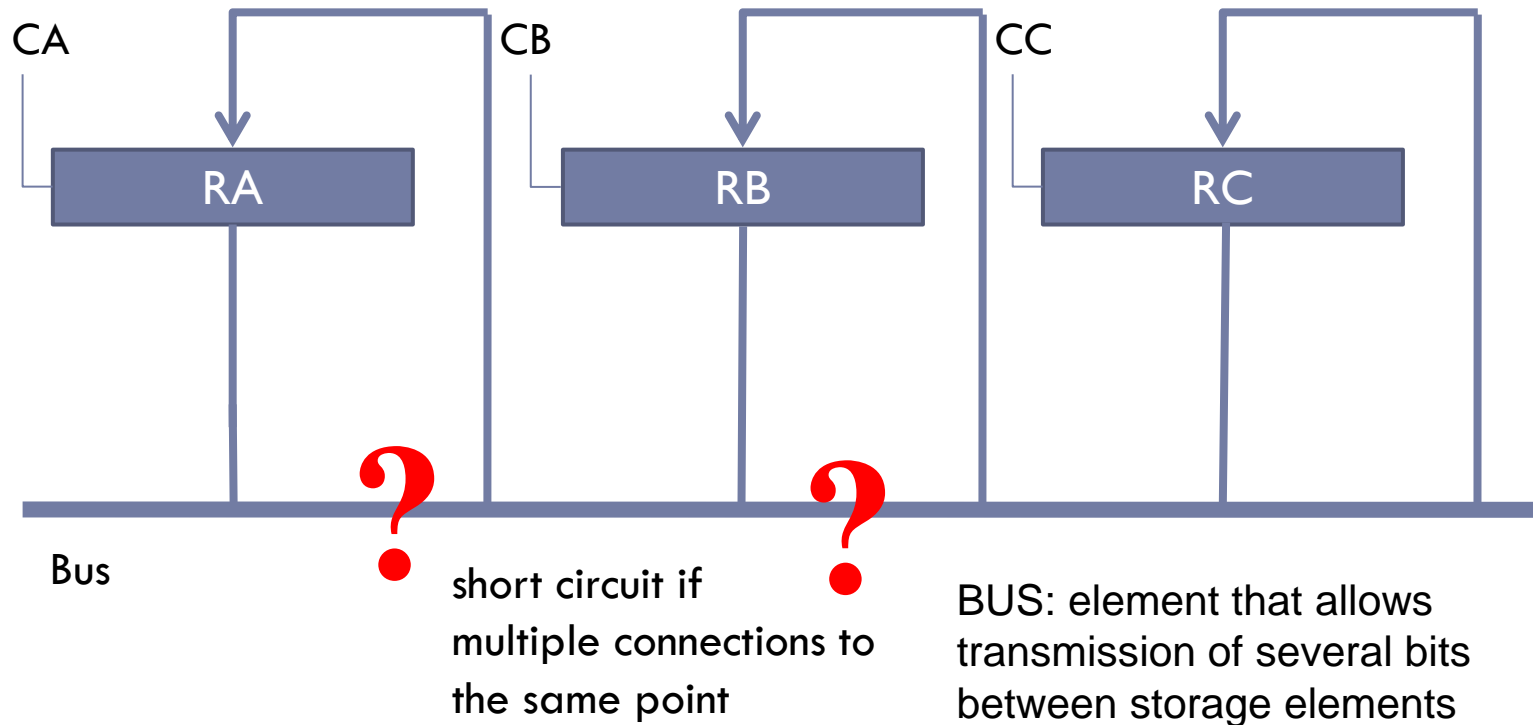 CA
CB
CC
RA
RB
RC
?
?
Bus
short circuit if
multiple connections to
the same point
BUS: element that allows
transmission of several bits
between storage elements